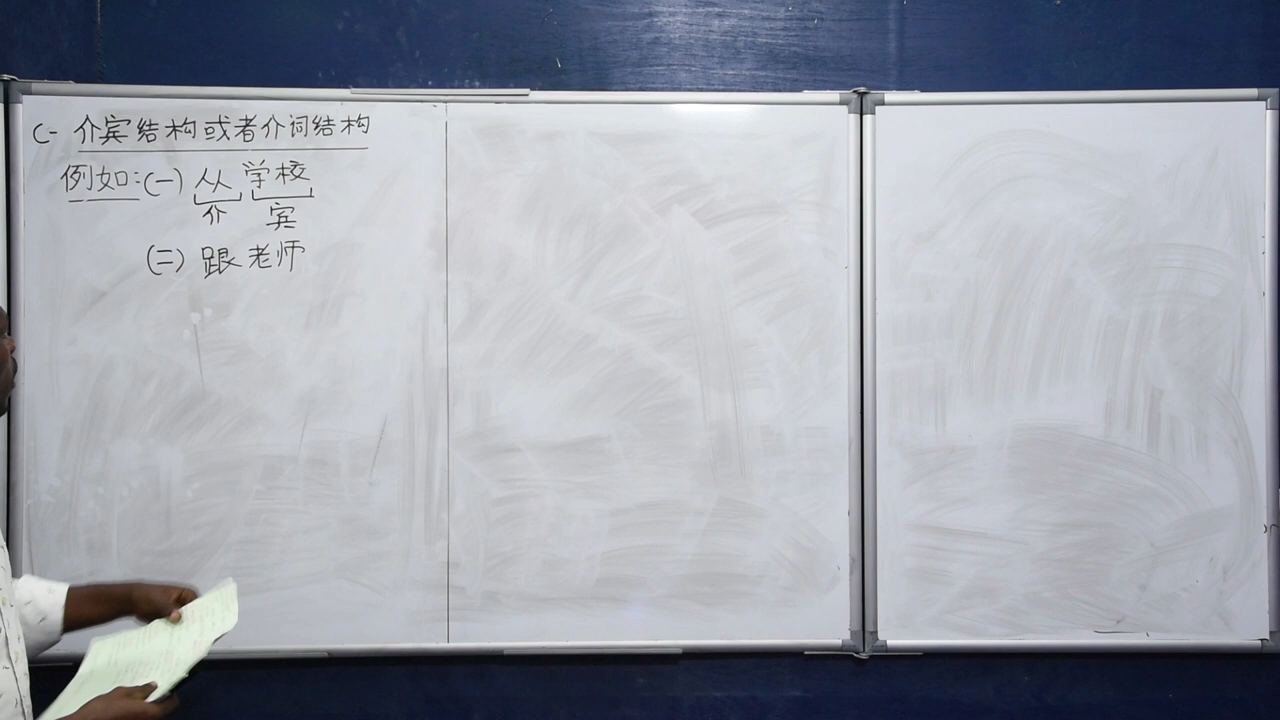 C- 介宾结构或者介词结构
例如:(一) 从 学校
介 宾
(二) 跟老师